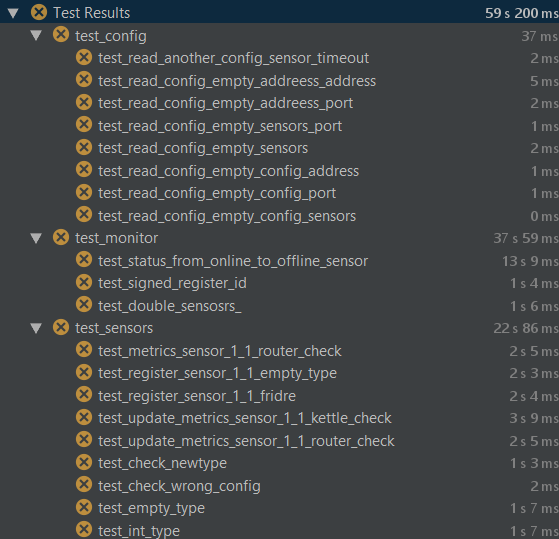 Test Results 59 s 200 ms
test_config 37 ms
test_read_another_config_sensor_timeout 2 ms
test_read_config_empty_addreess_address 5 ms
test_read_config_empty_addreess_port 2 ms
test_read_config_empty_sensors_port 1 ms
test_read_config_empty_sensors 2 ms
test_read_config_empty_config_address 1 ms
test_read_config_empty_config_port 1 ms
test_read_config_empty_config_sensors 0 ms
test_monitor 37 s 59 ms
test_status_from_online_to_offline_sensor 13 s 9 ms
test_signed_register_id 1 s 4 ms
test_double_sensosrs_ 1 s 6 ms
test_sensors 22 s 86 ms
test_metrics_sensor_1_1_router_check 2 s 5 ms
test_register_sensor_1_1_empty_type 2 s 3 ms
test_register_sensor_1_1_fridre 2 s 4 ms
test_update_metrics_sensor_1_1_kettle_check 3 s 9 ms
test_update_metrics_sensor_1_1_router_check 2 s 5 ms
test_check_newtype 1 s 3 ms
test_check_wrong_config 2 ms
test_empty_type 1 s 7 ms
test_int_type 1 s 7 ms